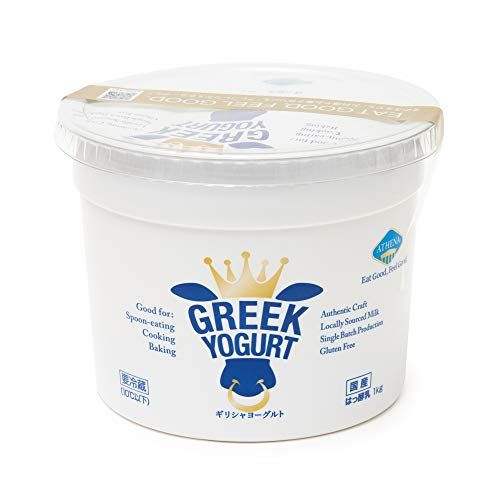 EAT GOOD, FEEL GOOD.
GREEK
YOGURT
ATHENA
Eat Good, Feel Good.
Good for:
Spoon-eating
Cooking
Baking
GREEK
YOGURT
Authentic Craft
Locally Sourced Milk
Single Batch Production
Gluten Free
要冷蔵
(10℃以下)
ギリシャヨーグルト
国産
はっ酵乳 1kg